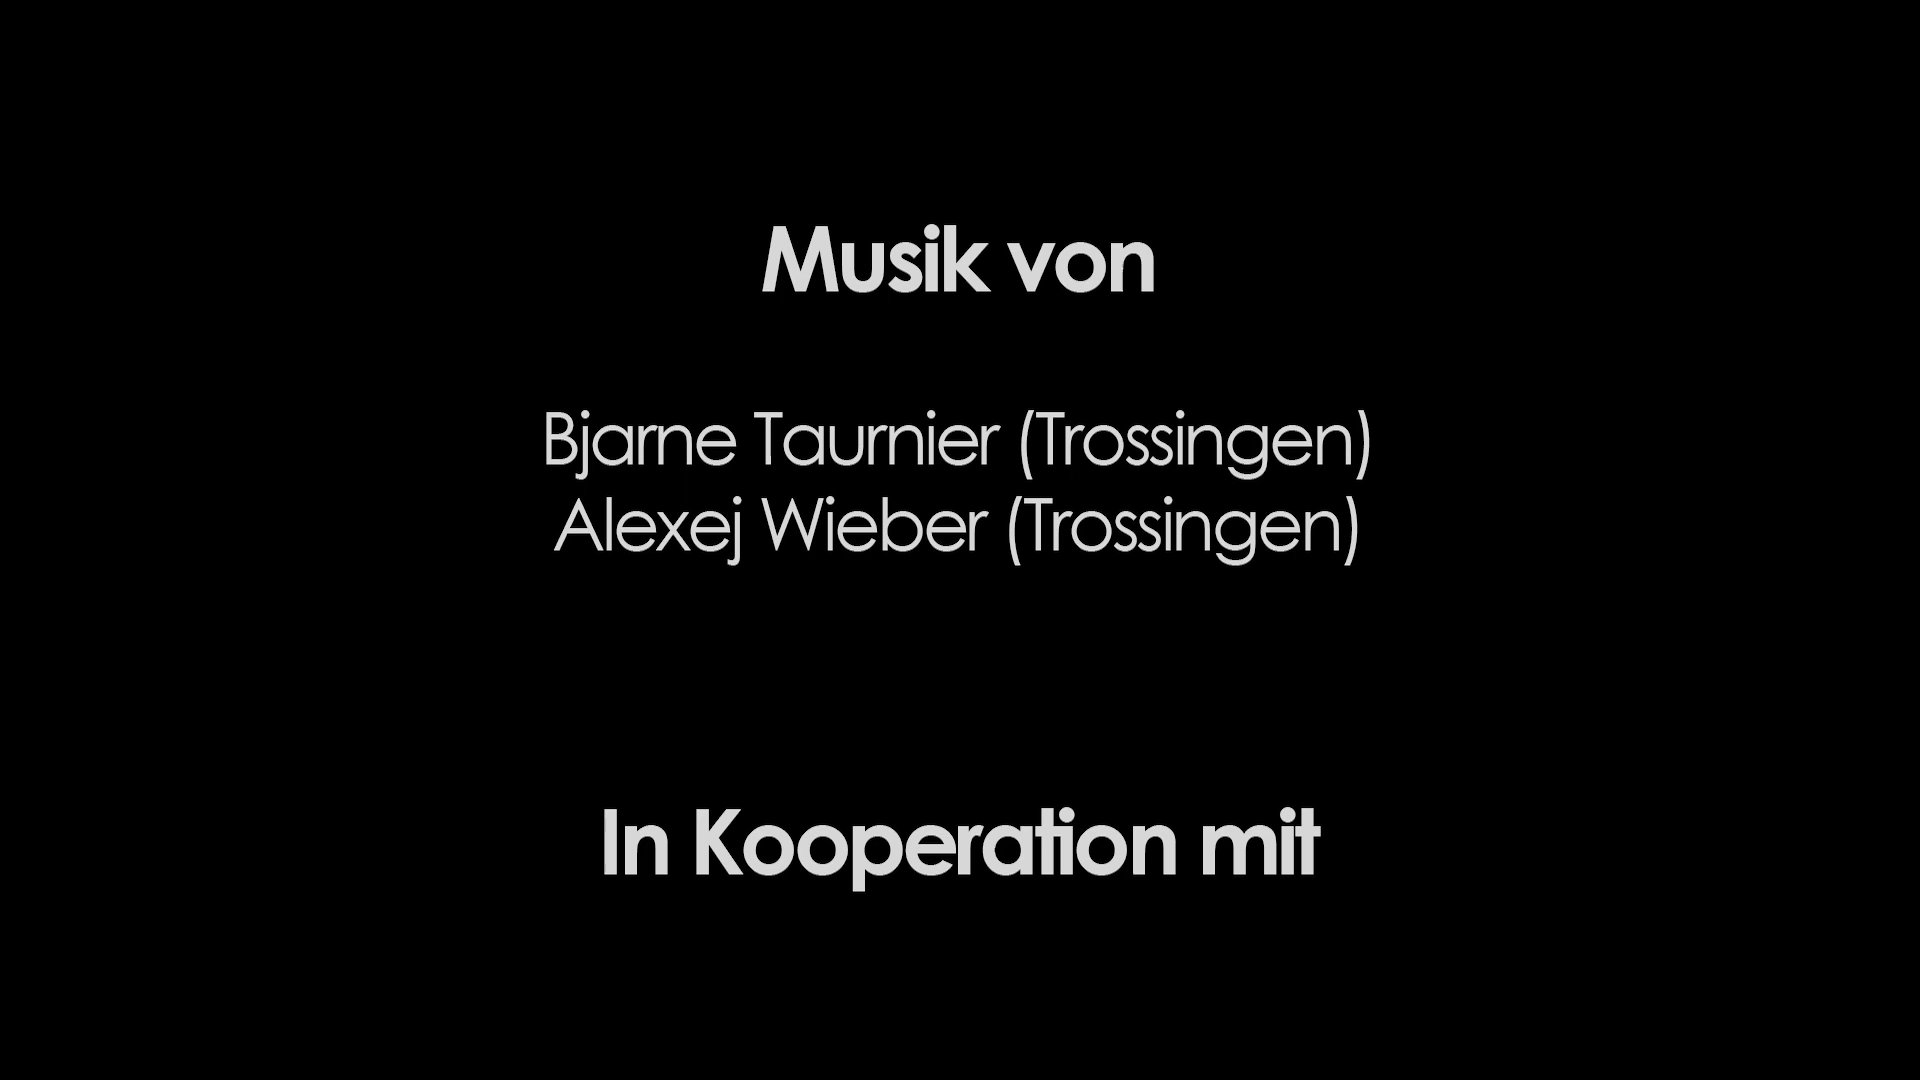 Musik von
Bjarne Taurnier (Trossingen)
Alexej Wieber (Trossingen)
In Kooperation mit